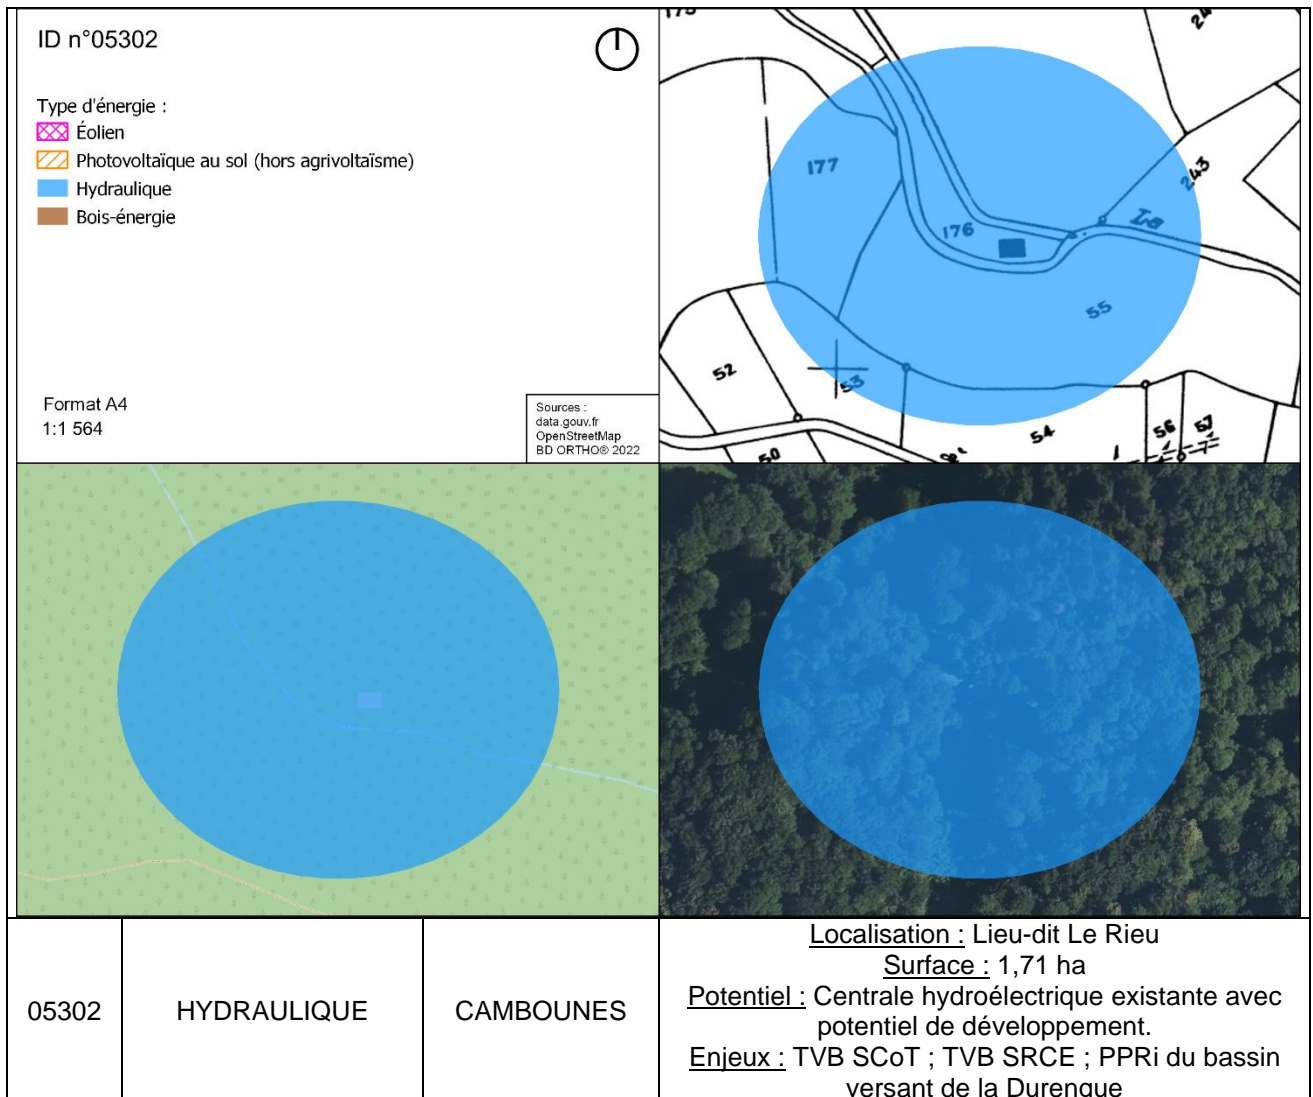 ID n°05302
Type d'énergie :
Éolien
Photovoltaïque au sol (hors agrivoltaïsme)
Hydraulique
Bois-énergie
Format A4
1:1 564
Sources :
data.gouv.fr
OpenStreetMap
BD ORTHO® 2022
177
243
La
176
55
52
53
54
56
57
50
05302
HYDRAULIQUE
CAMBOUNES
Localisation : Lieu-dit Le Rieu
Surface : 1,71 ha
Potentiel : Centrale hydroélectrique existante avec
potentiel de développement.
Enjeux : TVB SCoT ; TVB SRCE ; PPRi du bassin
versant de la Durenque